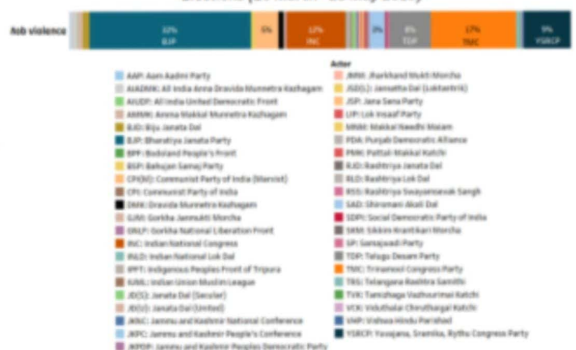 Mob violence
32%
BJP
5%
12%
INC
3%
8%
TDP
17%
TMC
9%
YSRCP
Actor
AAP: Aam Aadmi Party
AIADMK: All India Anna Dravida Munnetra Kazhagam
AIUDF: All India United Democratic Front
AMMK: Amma Makkal Munnetra Kazhagam
BJD: Biju Janata Dal
BJP: Bharatiya Janata Party
BPF: Bodoland People's Front
BSP: Bahujan Samaj Party
CPI(M): Communist Party of India (Marxist)
CPI: Communist Party of India
DMK: Dravida Munnetra Kazhagam
GJM: Gorkha Janmukti Morcha
GNLF: Gorkha National Liberation Front
INC: Indian National Congress
INLD: Indian National Lok Dal
IPFT: Indigenous Peoples Front of Tripura
IUML: Indian Union Muslim League
JD(S): Janata Dal (Secular)
JD(U): Janata Dal (United)
JKNC: Jammu and Kashmir National Conference
JKPC: Jammu and Kashmir People's Conference
JKPDP: Jammu and Kashmir Peoples Democratic Party
JMM: Jharkhand Mukti Morcha
JSD(L): Jansatta Dal (Loktantrik)
JSP: Jana Sena Party
LIP: Lok Insaaf Party
MNM: Makkal Needhi Maiam
PDA: Punjab Democratic Alliance
PMK: Pattali Makkal Katchi
RJD: Rashtriya Janata Dal
RLD: Rashtriya Lok Dal
RSS: Rashtriya Swayamsevak Sangh
SAD: Shiromani Akali Dal
SDPI: Social Democratic Party of India
SKM: Sikkim Krantikari Morcha
SP: Samajwadi Party
TDP: Telugu Desam Party
TMC: Trinamool Congress Party
TRS: Telangana Rashtra Samithi
TVK: Tamizhaga Vazhvurimai Katchi
VCK: Viduthalai Chiruthaigal Katchi
VHP: Vishwa Hindu Parishad
YSRCP: Yuvajana, Sramika, Rythu Congress Party